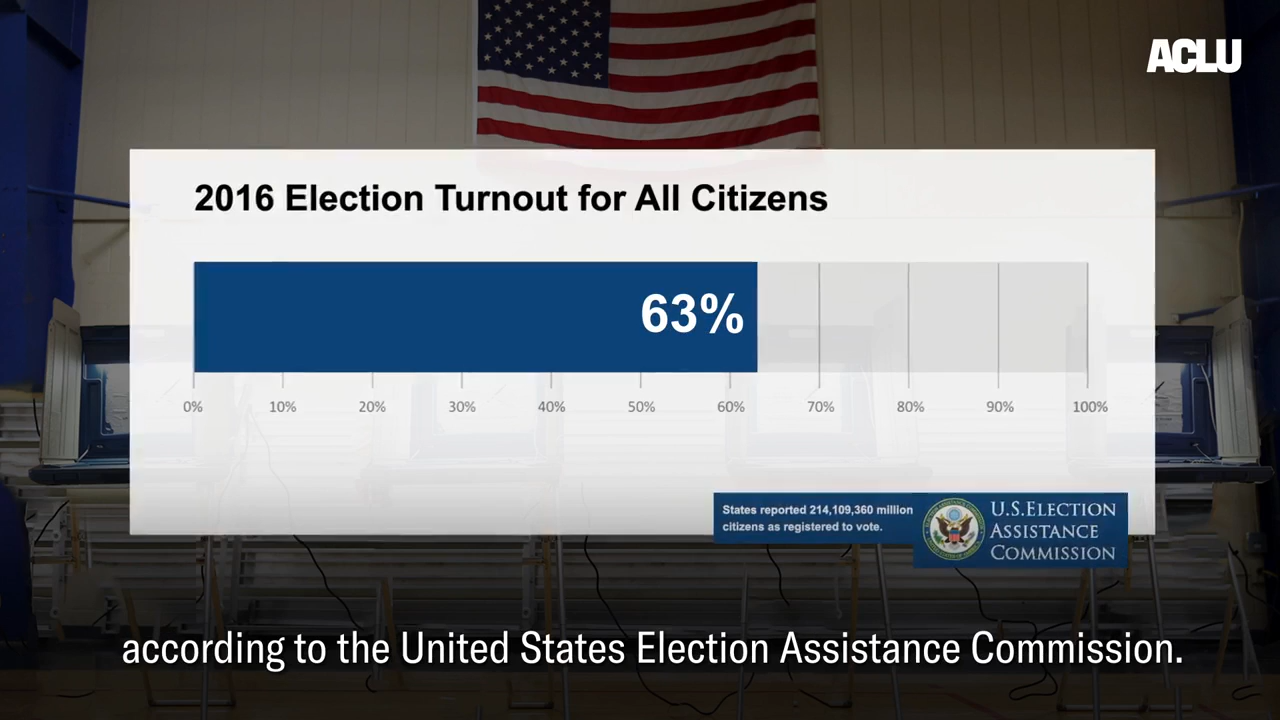 ACLU
2016 Election Turnout for All Citizens
63%
0% 10% 20% 30% 40% 50% 60% 70% 80% 90% 100%
States reported 214,109,360 million
citizens as registered to vote.
U.S.ELECTION
ASSISTANCE
COMMISSION
according to the United States Election Assistance Commission.